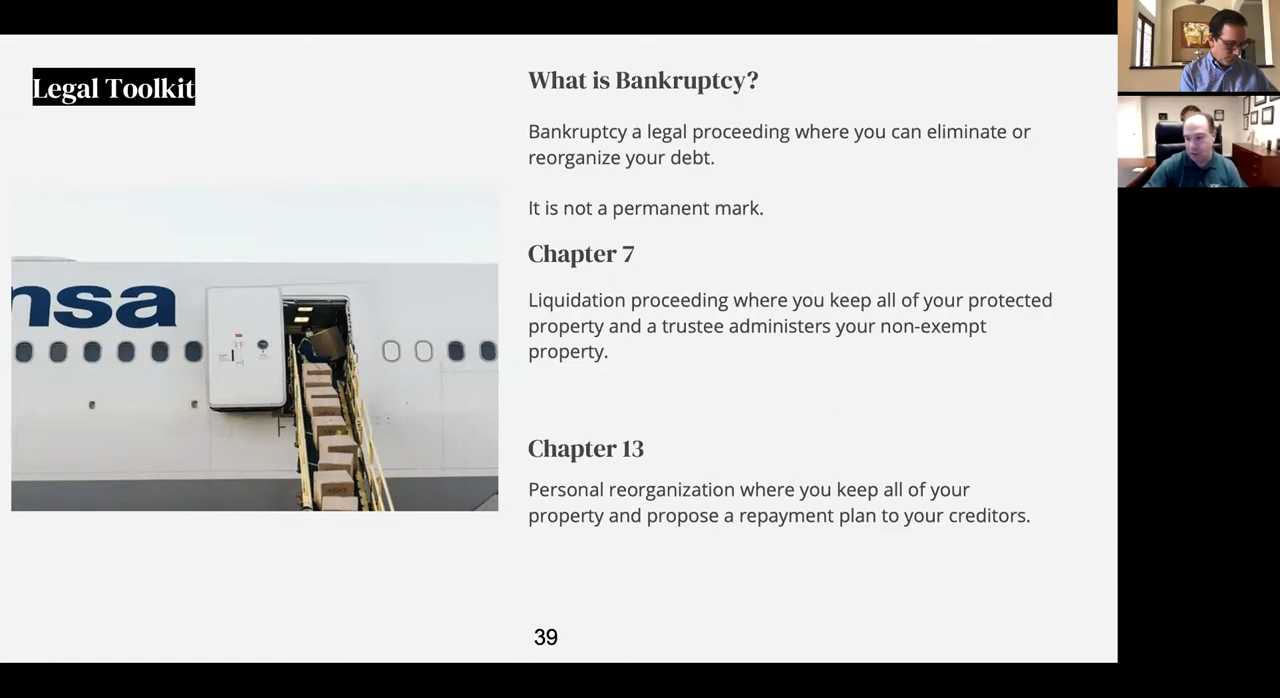 Legal Toolkit
What is Bankruptcy?
Bankruptcy a legal proceeding where you can eliminate or
reorganize your debt.
It is not a permanent mark.
Chapter 7
Liquidation proceeding where you keep all of your protected
property and a trustee administers your non-exempt
property.
Chapter 13
Personal reorganization where you keep all of your
property and propose a repayment plan to your creditors.
nsa
39